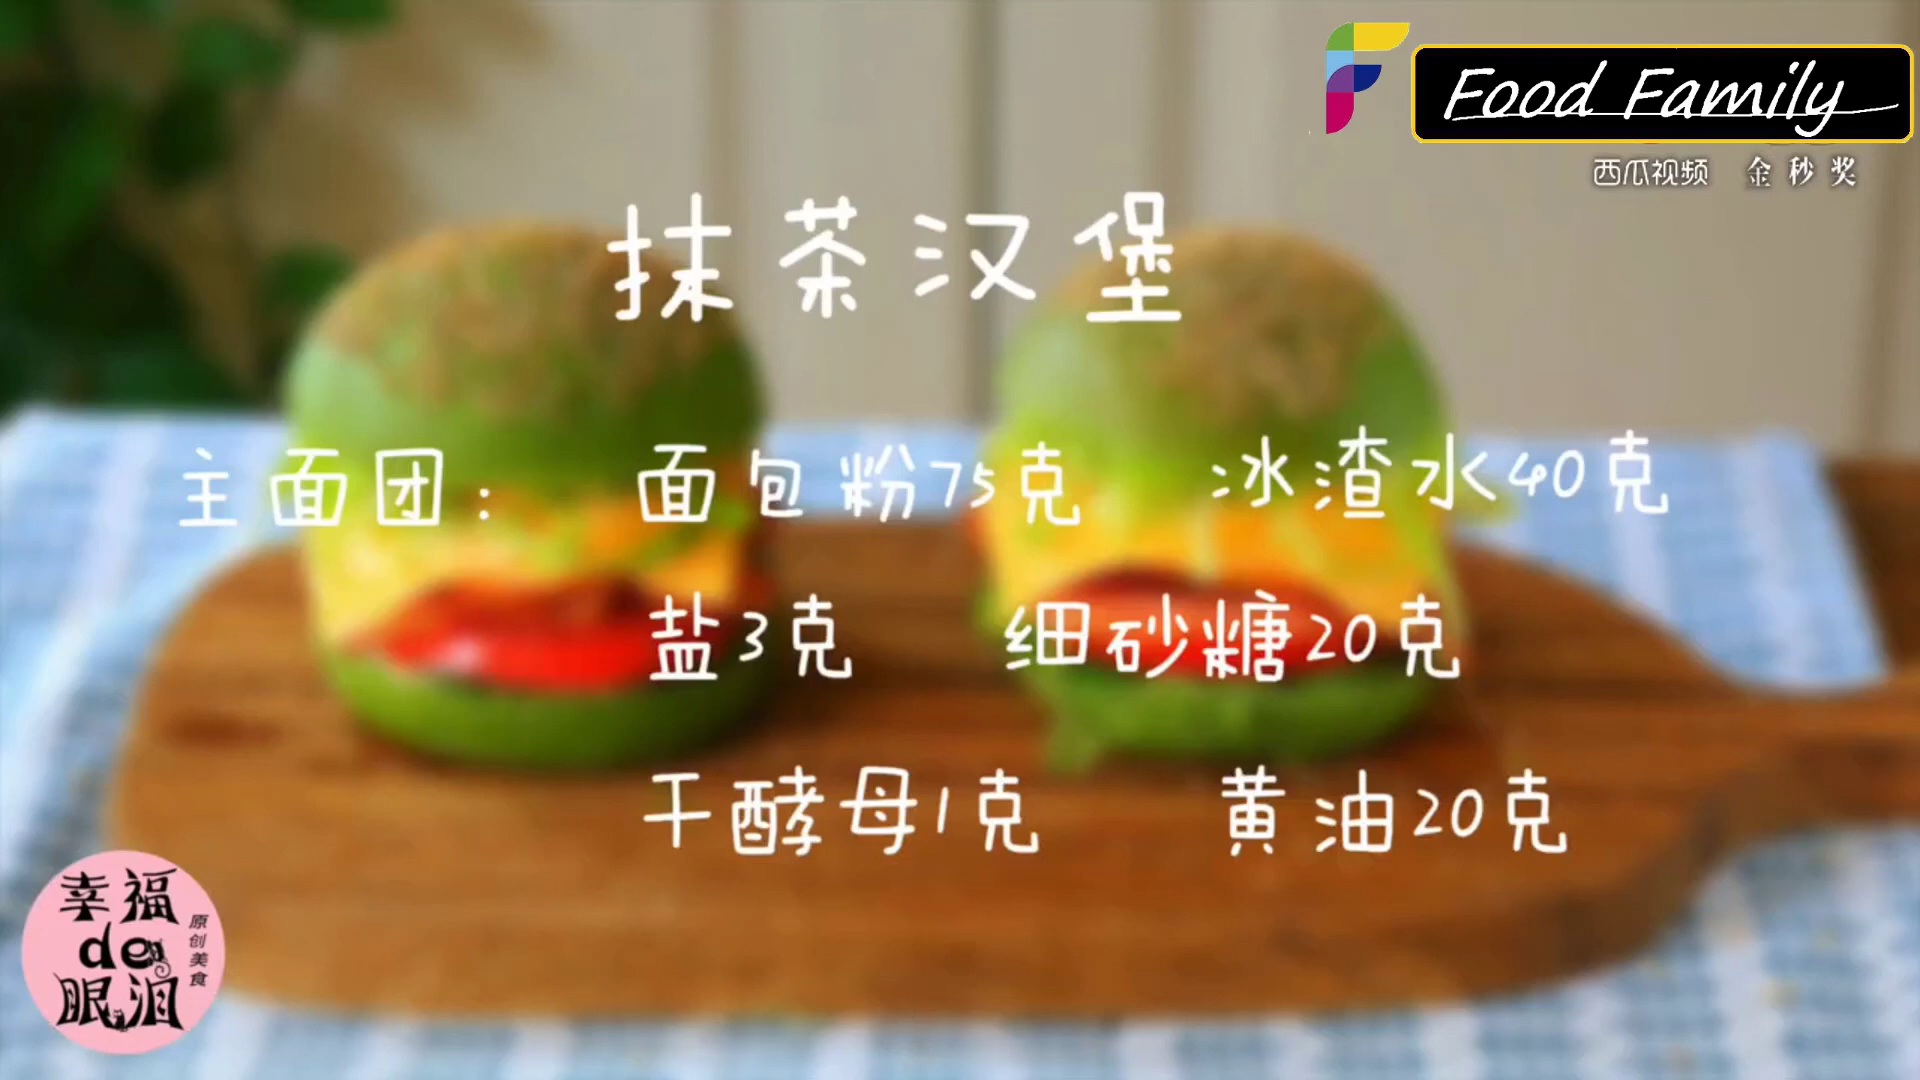 Food Family
西瓜视频 金秒奖
抹茶汉堡
主面团： 面包粉75克 冰渣水40克
盐3克 细砂糖20克
干酵母1克 黄油20克
幸福
de
眼泪
原创美食